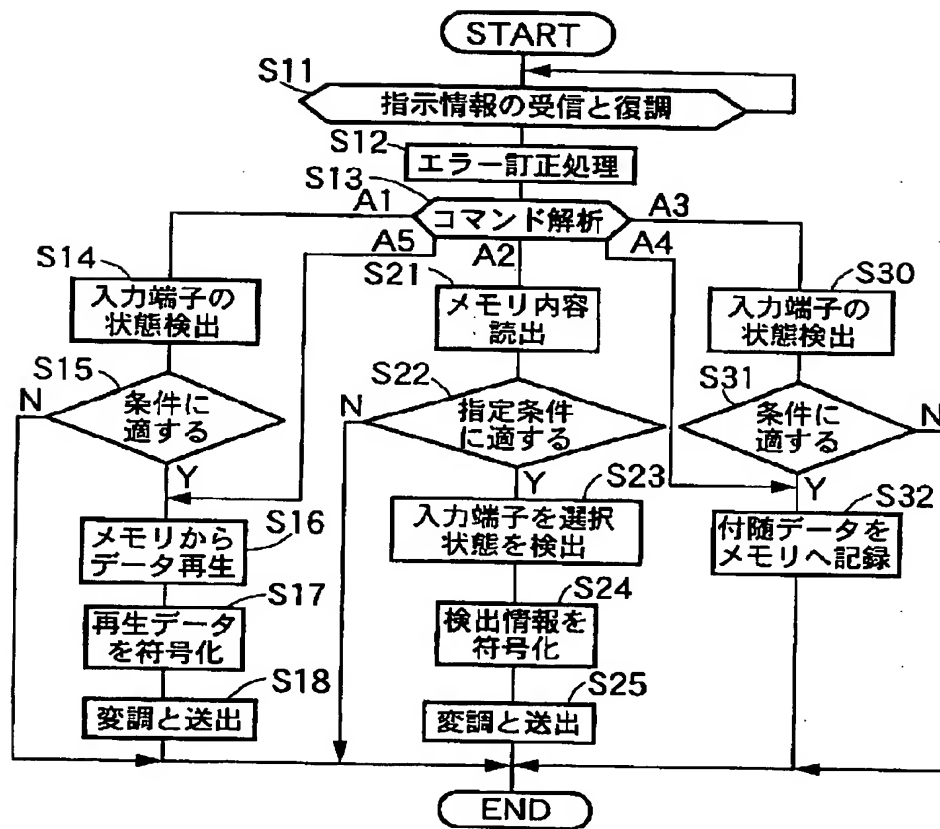 START
S11
指示情報の受信と復調
S12
エラー訂正処理
S13
コマンド解析
A1
A5
A2
A4
A3
S14
入力端子の
状態検出
S15
条件に
適する
N
Y
S16
メモリから
データ再生
S17
再生データ
を符号化
S18
変調と送出
S21
メモリ内容
読出
S22
指定条件
に適する
N
Y
S23
入力端子を選択
状態を検出
S24
検出情報を
符号化
S25
変調と送出
S30
入力端子の
状態検出
S31
条件に
適する
N
Y
S32
付随データを
メモリへ記録
END